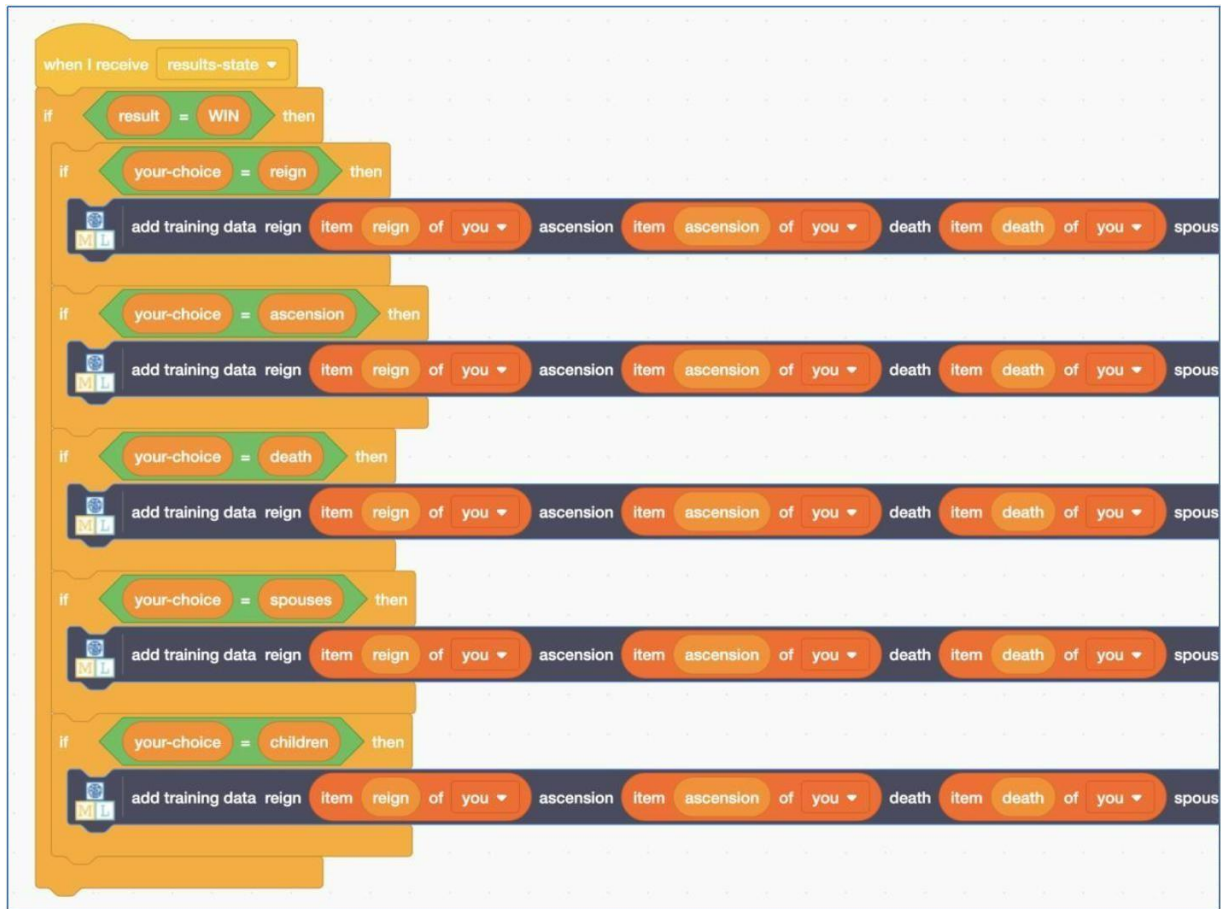 when I receive results-state
if result = WIN then
if your-choice = reign then
ML add training data reign item reign of you ascension item ascension of you death item death of you spous
if your-choice = ascension then
ML add training data reign item reign of you ascension item ascension of you death item death of you spous
if your-choice = death then
ML add training data reign item reign of you ascension item ascension of you death item death of you spous
if your-choice = spouses then
ML add training data reign item reign of you ascension item ascension of you death item death of you spous
if your-choice = children then
ML add training data reign item reign of you ascension item ascension of you death item death of you spous